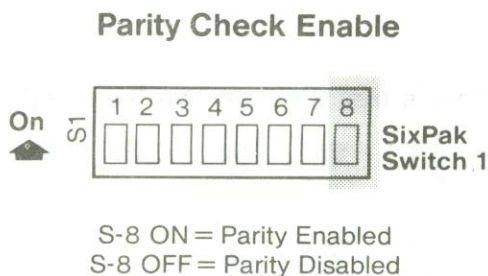 Parity Check Enable
On
S1
1 2 3 4 5 6 7 8
SixPak
Switch 1
S-8 ON = Parity Enabled
S-8 OFF = Parity Disabled